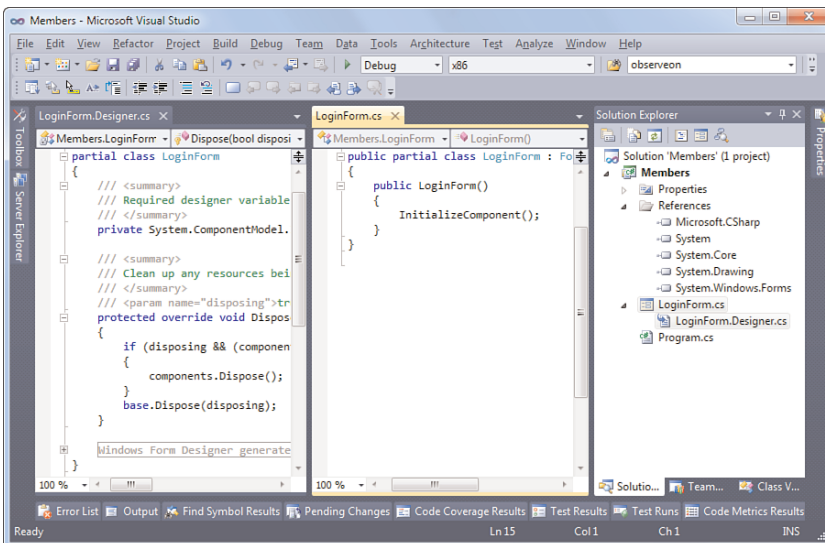 Members - Microsoft Visual Studio
File Edit View Refactor Project Build Debug Team Data Tools Architecture Test Analyze Window Help
Debug x86 observeon
Toolbox
Server Explorer
LoginForm.Designer.cs
Members.LoginForm Dispose(bool disposi
partial class LoginForm
{
/// <summary>
/// Required designer variable
/// </summary>
private System.ComponentModel.
/// <summary>
/// Clean up any resources bei
/// </summary>
/// <param name="disposing">tr
protected override void Dispos
{
if (disposing && (componen
{
components.Dispose();
}
base.Dispose(disposing);
}
Windows Form Designer generate
}
100 %
LoginForm.cs
Members.LoginForm LoginForm()
public partial class LoginForm : Fo
{
public LoginForm()
{
InitializeComponent();
}
}
100 %
Solution Explorer
Solution 'Members' (1 project)
Members
Properties
References
Microsoft.CSharp
System
System.Core
System.Drawing
System.Windows.Forms
LoginForm.cs
LoginForm.Designer.cs
Program.cs
Solutio... Team... Class V...
Properties
Error List Output Find Symbol Results Pending Changes Code Coverage Results Test Results Test Runs Code Metrics Results
Ready Ln 15 Col 1 Ch 1 INS